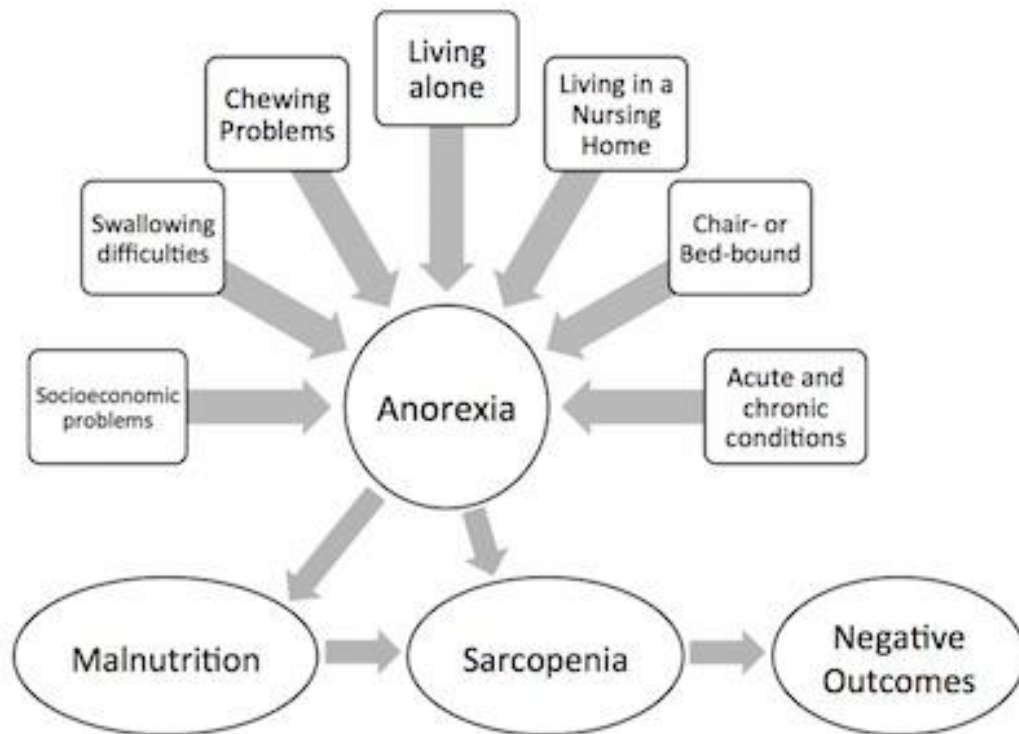 Living
alone
Chewing
Problems
Living in a
Nursing
Home
Swallowing
difficulties
Chair- or
Bed-bound
Socioeconomic
problems
Anorexia
Acute and
chronic
conditions
Malnutrition
Sarcopenia
Negative
Outcomes